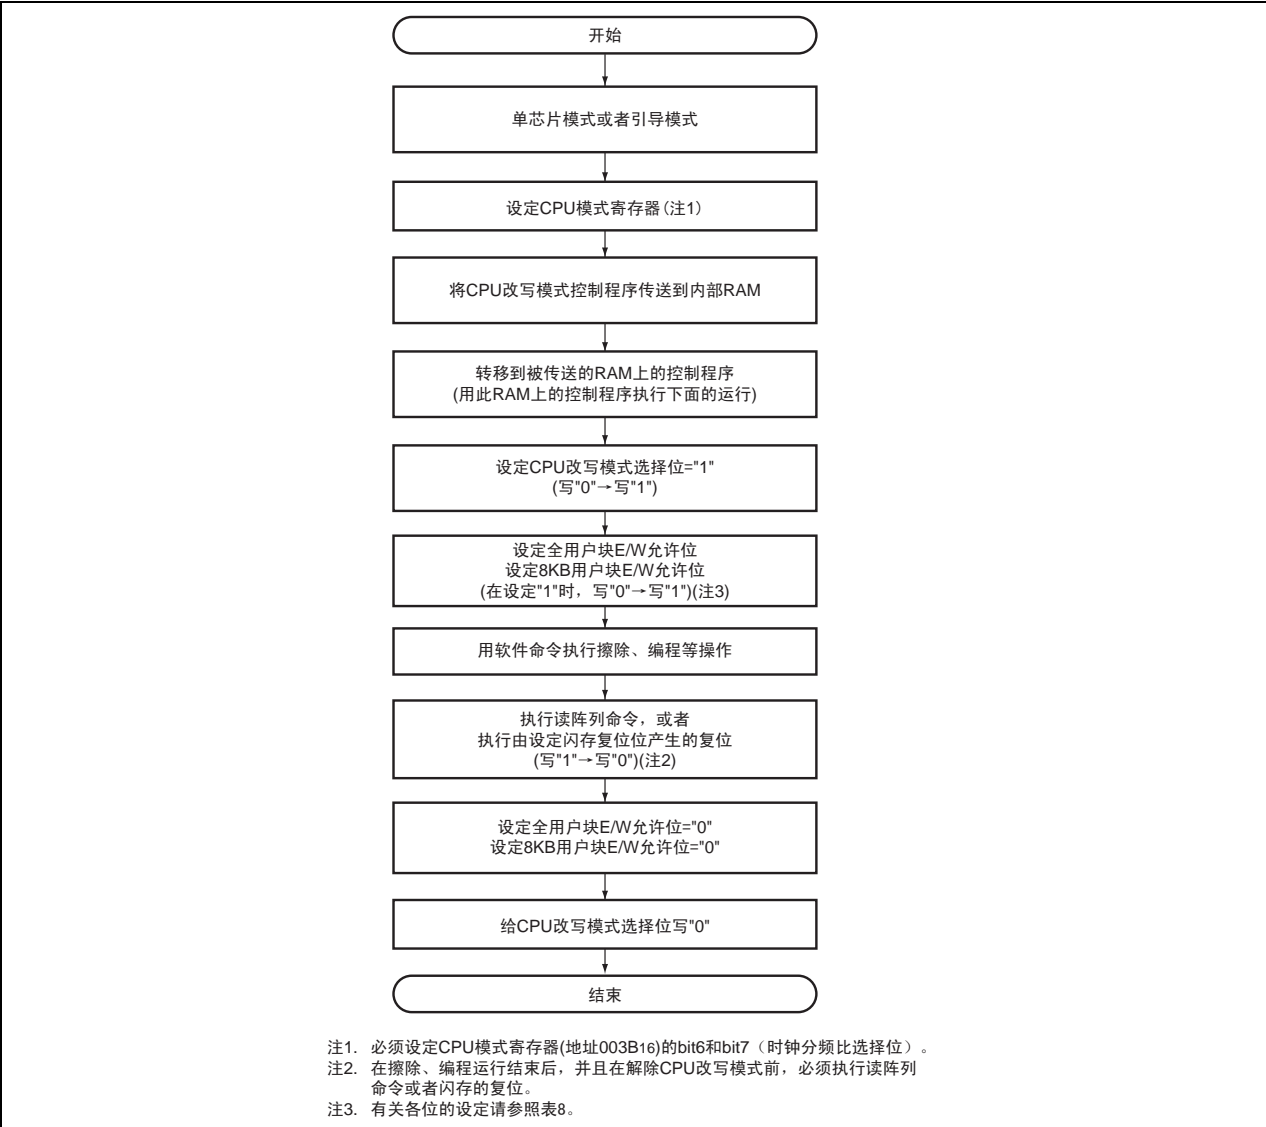 开始
单芯片模式或者引导模式
设定CPU模式寄存器(注1)
将CPU改写模式控制程序传送到内部RAM
转移到被传送的RAM上的控制程序
(用此RAM上的控制程序执行下面的运行)
设定CPU改写模式选择位="1"
(写"0"→写"1")
设定全用户块E/W允许位
设定8KB用户块E/W允许位
(在设定"1"时，写"0"→写"1")(注3)
用软件命令执行擦除、编程等操作
执行读阵列命令，或者
执行由设定闪存复位位产生的复位
(写"1"→写"0")(注2)
设定全用户块E/W允许位="0"
设定8KB用户块E/W允许位="0"
给CPU改写模式选择位写"0"
结束
注1. 必须设定CPU模式寄存器(地址003B16)的bit6和bit7（时钟分频比选择位）。
注2. 在擦除、编程运行结束后，并且在解除CPU改写模式前，必须执行读阵列
命令或者闪存的复位。
注3. 有关各位的设定请参照表8。